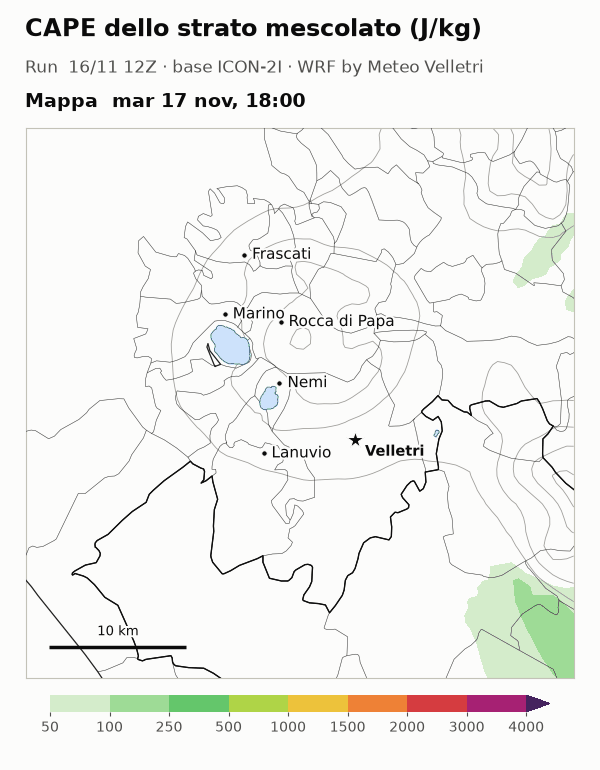 CAPE dello strato mescolato (J/kg)
Run  16/11 12Z · base ICON-2I · WRF by Meteo Velletri
Mappa  mar 17 nov, 18:00
Frascati
Marino
Rocca di Papa
Nemi
Velletri
Lanuvio
10 km
50 100 250 500 1000 1500 2000 3000 4000